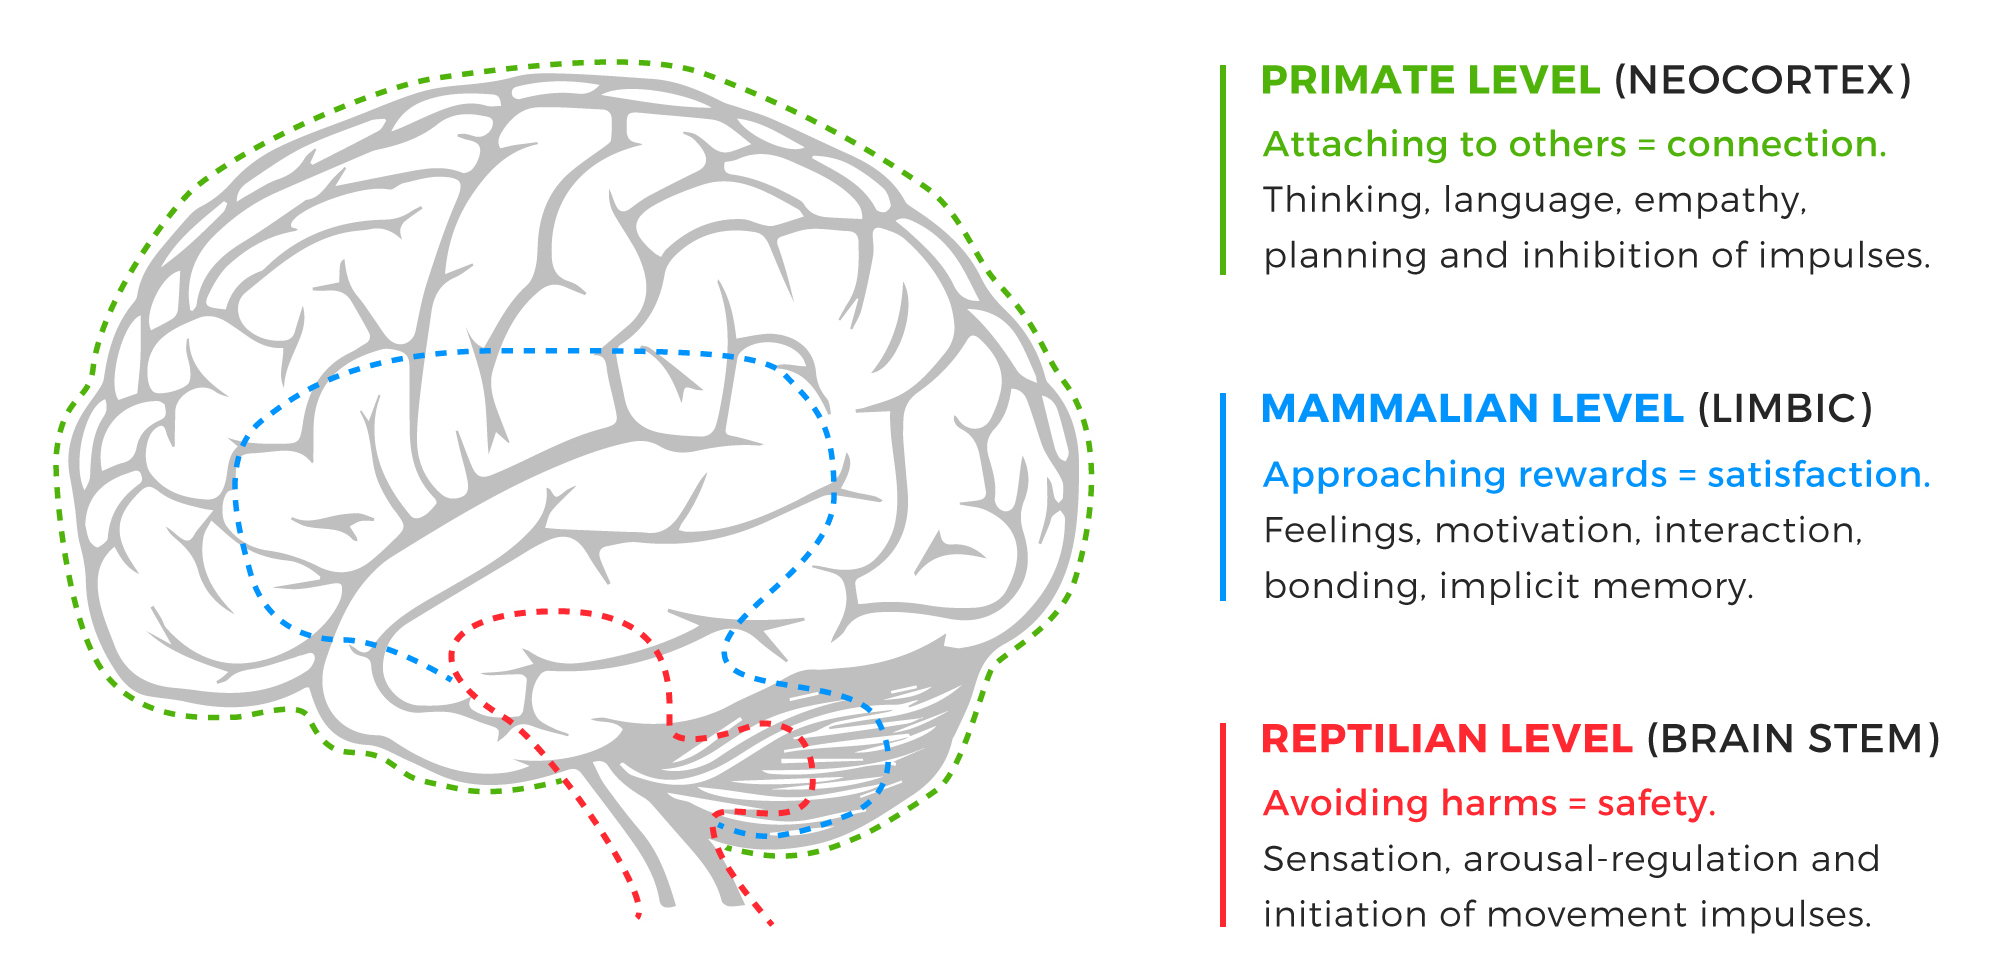 PRIMATE LEVEL (NEOCORTEX)
Attaching to others = connection.
Thinking, language, empathy,
planning and inhibition of impulses.
MAMMALIAN LEVEL (LIMBIC)
Approaching rewards = satisfaction.
Feelings, motivation, interaction,
bonding, implicit memory.
REPTILIAN LEVEL (BRAIN STEM)
Avoiding harms = safety.
Sensation, arousal-regulation and
initiation of movement impulses.